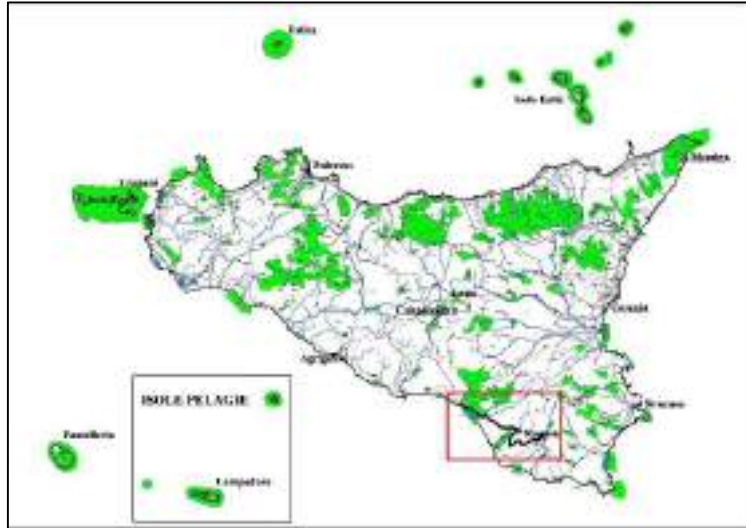 Ustica
Isole Eolie
Palermo
Messina
Trapani
Enna
Caltanissetta
Catania
Agrigento
ISOLE PELAGIE
Siracusa
Pantelleria
Lampedusa